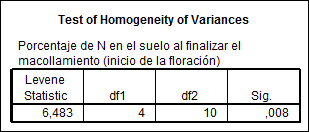 Test of Homogeneity of Variances
Porcentaje de N en el suelo al finalizar el
macollamiento (inicio de la floración)
Levene
Statistic df1 df2 Sig.
6,483 4 10 ,008